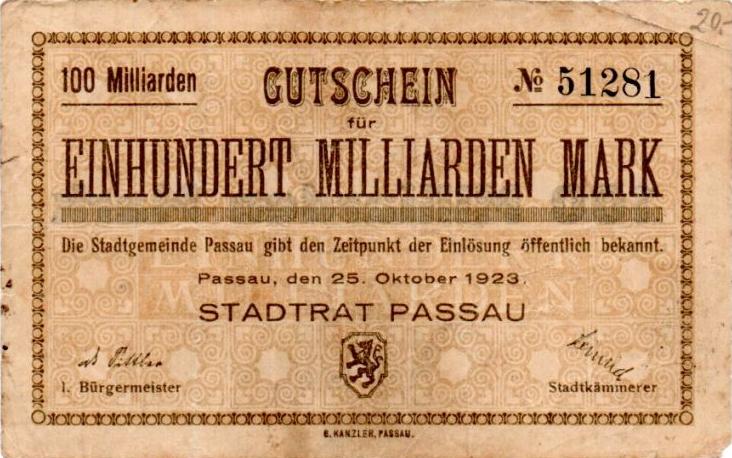 20.-
100 Milliarden GUTSCHEIN № 51281
für
EINHUNDERT MILLIARDEN MARK
Die Stadtgemeinde Passau gibt den Zeitpunkt der Einlösung öffentlich bekannt.
Passau, den 25. Oktober 1923.
STADTRAT PASSAU
I. Bürgermeister Stadtkämmerer
E. KANZLER, PASSAU.